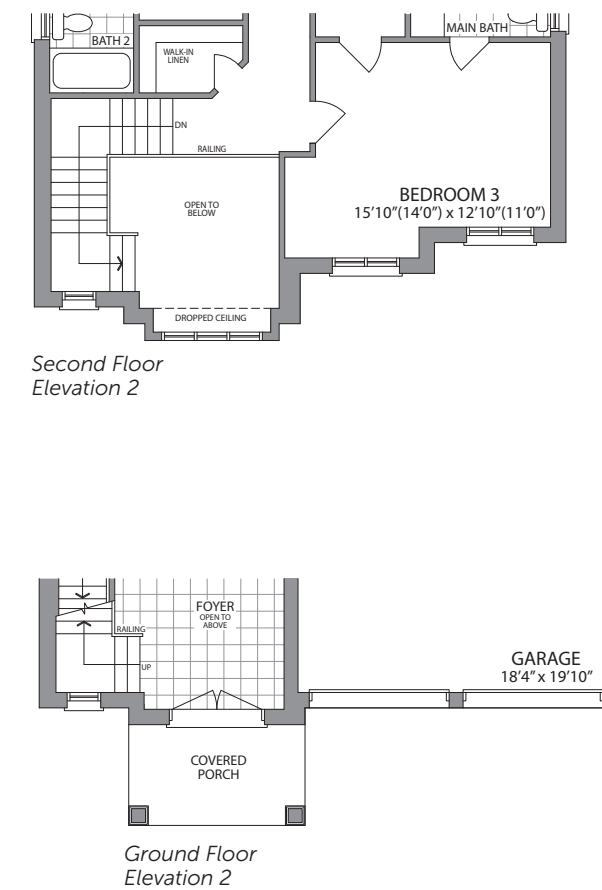 MAIN BATH
BATH 2
WALK-IN
LINEN
DN
RAILING
OPEN TO
BELOW
BEDROOM 3
15'10"(14'0") x 12'10"(11'0")
DROPPED CEILING
Second Floor
Elevation 2
FOYER
OPEN TO
ABOVE
RAILING
UP
GARAGE
18'4" x 19'10"
COVERED
PORCH
Ground Floor
Elevation 2